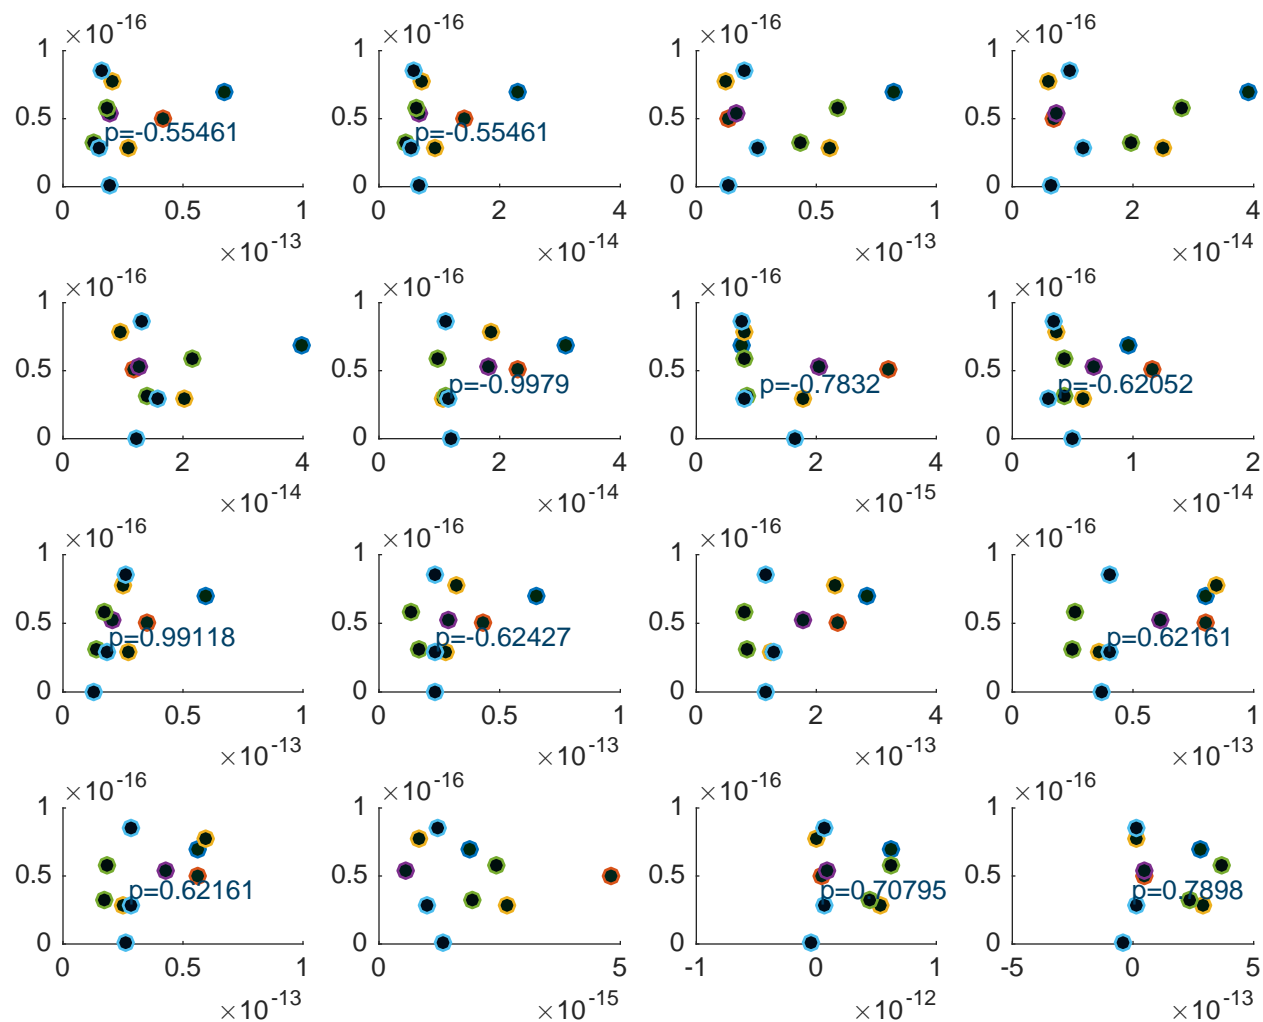 1 ×10-16 1 ×10-16 1 ×10-16 1 ×10-16
0.5 0.5 0.5 0.5
p=-0.55461 p=-0.55461
0 0 0 0
0 0.5 1 0 2 4 0 0.5 1 0 2 4
×10-13 ×10-14 ×10-13 ×10-14
1 ×10-16 1 ×10-16 1 ×10-16 1 ×10-16
0.5 0.5 0.5 0.5
p=-0.9979 p=-0.7832 p=-0.62052
0 0 0 0
0 2 4 0 2 4 0 2 4 0 1 2
×10-14 ×10-14 ×10-15 ×10-14
1 ×10-16 1 ×10-16 1 ×10-16 1 ×10-16
0.5 0.5 0.5 0.5
p=0.99118 p=-0.62427 p=0.62161
0 0 0 0
0 0.5 1 0 0.5 1 0 2 4 0 0.5 1
×10-13 ×10-13 ×10-13 ×10-13
1 ×10-16 1 ×10-16 1 ×10-16 1 ×10-16
0.5 0.5 0.5 0.5
p=0.62161 p=0.70795 p=0.7898
0 0 0 0
0 0.5 1 0 5 -1 0 1 -5 0 5
×10-13 ×10-15 ×10-12 ×10-13